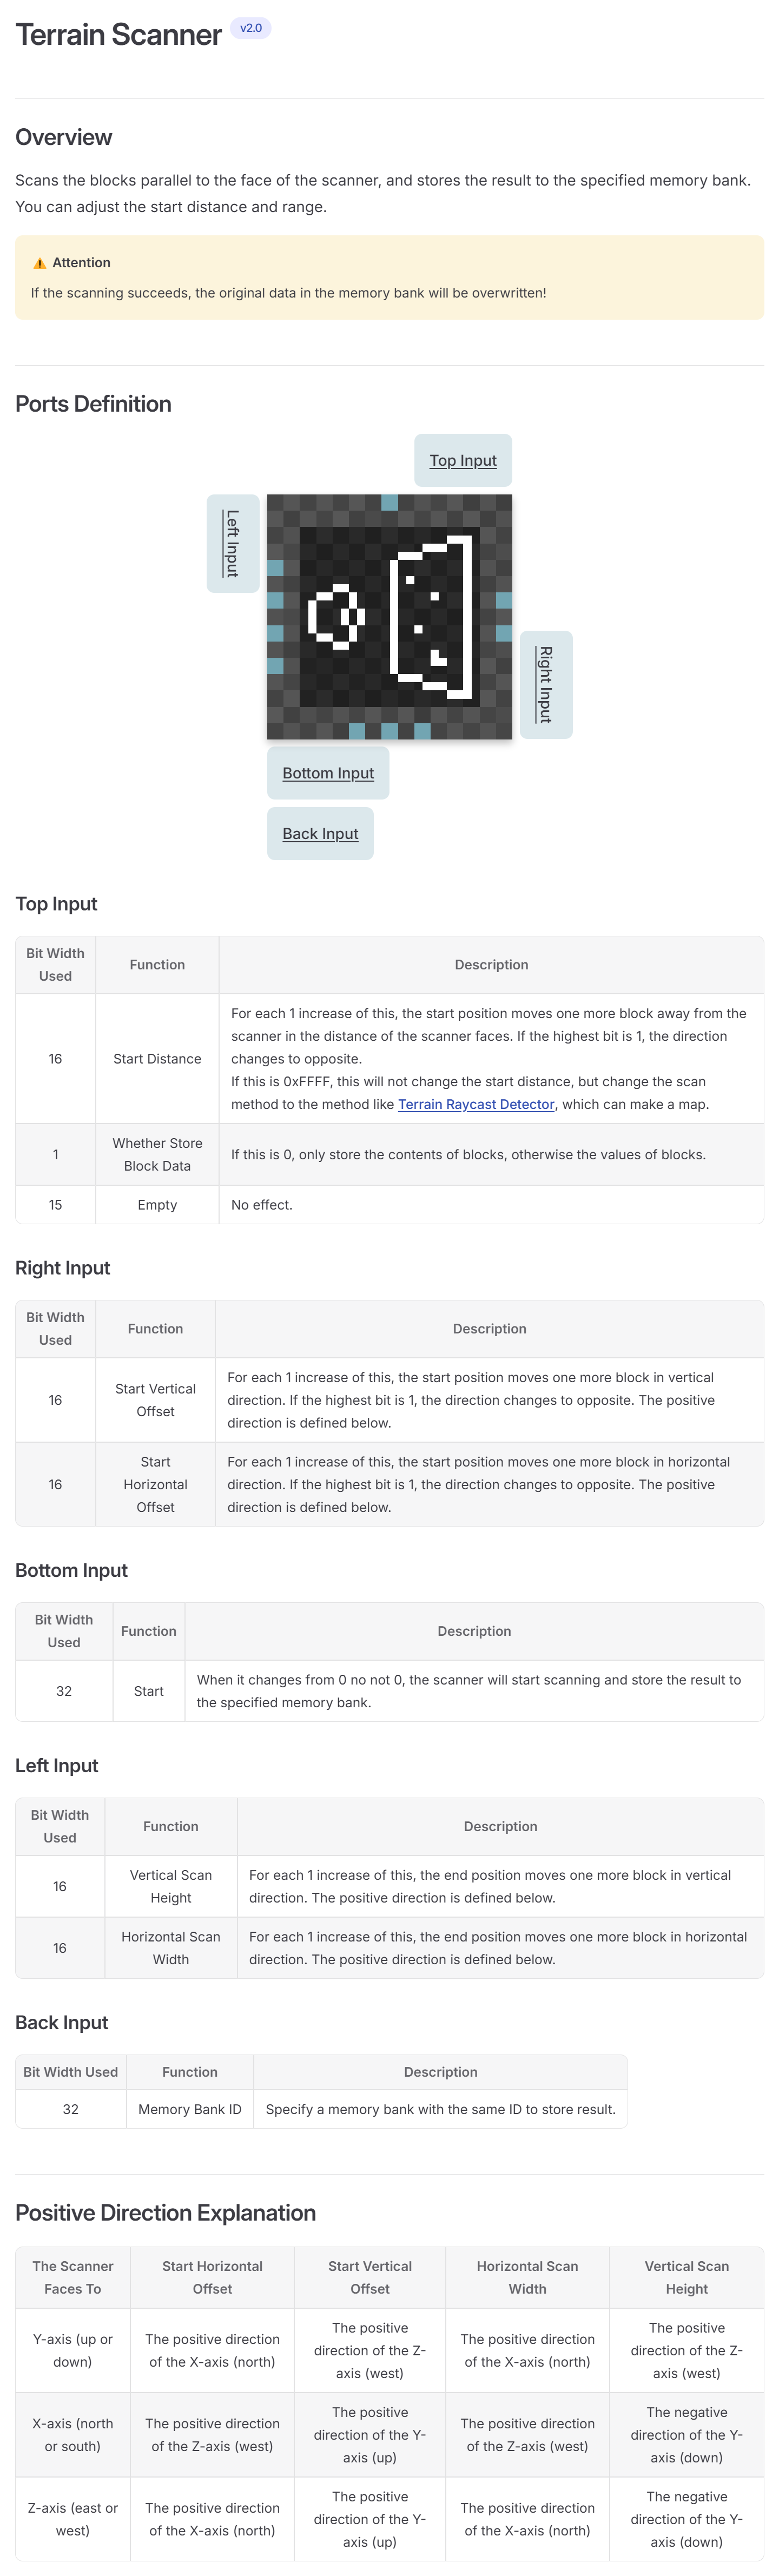 Terrain Scanner v2.0
Overview
Scans the blocks parallel to the face of the scanner, and stores the result to the specified memory bank.
You can adjust the start distance and range.
⚠️ Attention
If the scanning succeeds, the original data in the memory bank will be overwritten!
Ports Definition
Top Input
Left Input
Right Input
Bottom Input
Back Input
Top Input
Bit Width
Used
Function
Description
16
Start Distance
For each 1 increase of this, the start position moves one more block away from the
scanner in the distance of the scanner faces. If the highest bit is 1, the direction
changes to opposite.
If this is 0xFFFF, this will not change the start distance, but change the scan
method to the method like Terrain Raycast Detector, which can make a map.
1
Whether Store
Block Data
If this is 0, only store the contents of blocks, otherwise the values of blocks.
15
Empty
No effect.
Right Input
Bit Width
Used
Function
Description
16
Start Vertical
Offset
For each 1 increase of this, the start position moves one more block in vertical
direction. If the highest bit is 1, the direction changes to opposite. The positive
direction is defined below.
16
Start
Horizontal
Offset
For each 1 increase of this, the start position moves one more block in horizontal
direction. If the highest bit is 1, the direction changes to opposite. The positive
direction is defined below.
Bottom Input
Bit Width
Used
Function
Description
32
Start
When it changes from 0 no not 0, the scanner will start scanning and store the result to
the specified memory bank.
Left Input
Bit Width
Used
Function
Description
16
Vertical Scan
Height
For each 1 increase of this, the end position moves one more block in vertical
direction. The positive direction is defined below.
16
Horizontal Scan
Width
For each 1 increase of this, the end position moves one more block in horizontal
direction. The positive direction is defined below.
Back Input
Bit Width Used
Function
Description
32
Memory Bank ID
Specify a memory bank with the same ID to store result.
Positive Direction Explanation
The Scanner
Faces To
Start Horizontal
Offset
Start Vertical
Offset
Horizontal Scan
Width
Vertical Scan
Height
Y-axis (up or
down)
The positive direction
of the X-axis (north)
The positive
direction of the Z-
axis (west)
The positive direction
of the X-axis (north)
The positive
direction of the Z-
axis (west)
X-axis (north
or south)
The positive direction
of the Z-axis (west)
The positive
direction of the Y-
axis (up)
The positive direction
of the Z-axis (west)
The negative
direction of the Y-
axis (down)
Z-axis (east or
west)
The positive direction
of the X-axis (north)
The positive
direction of the Y-
axis (up)
The positive direction
of the X-axis (north)
The negative
direction of the Y-
axis (down)